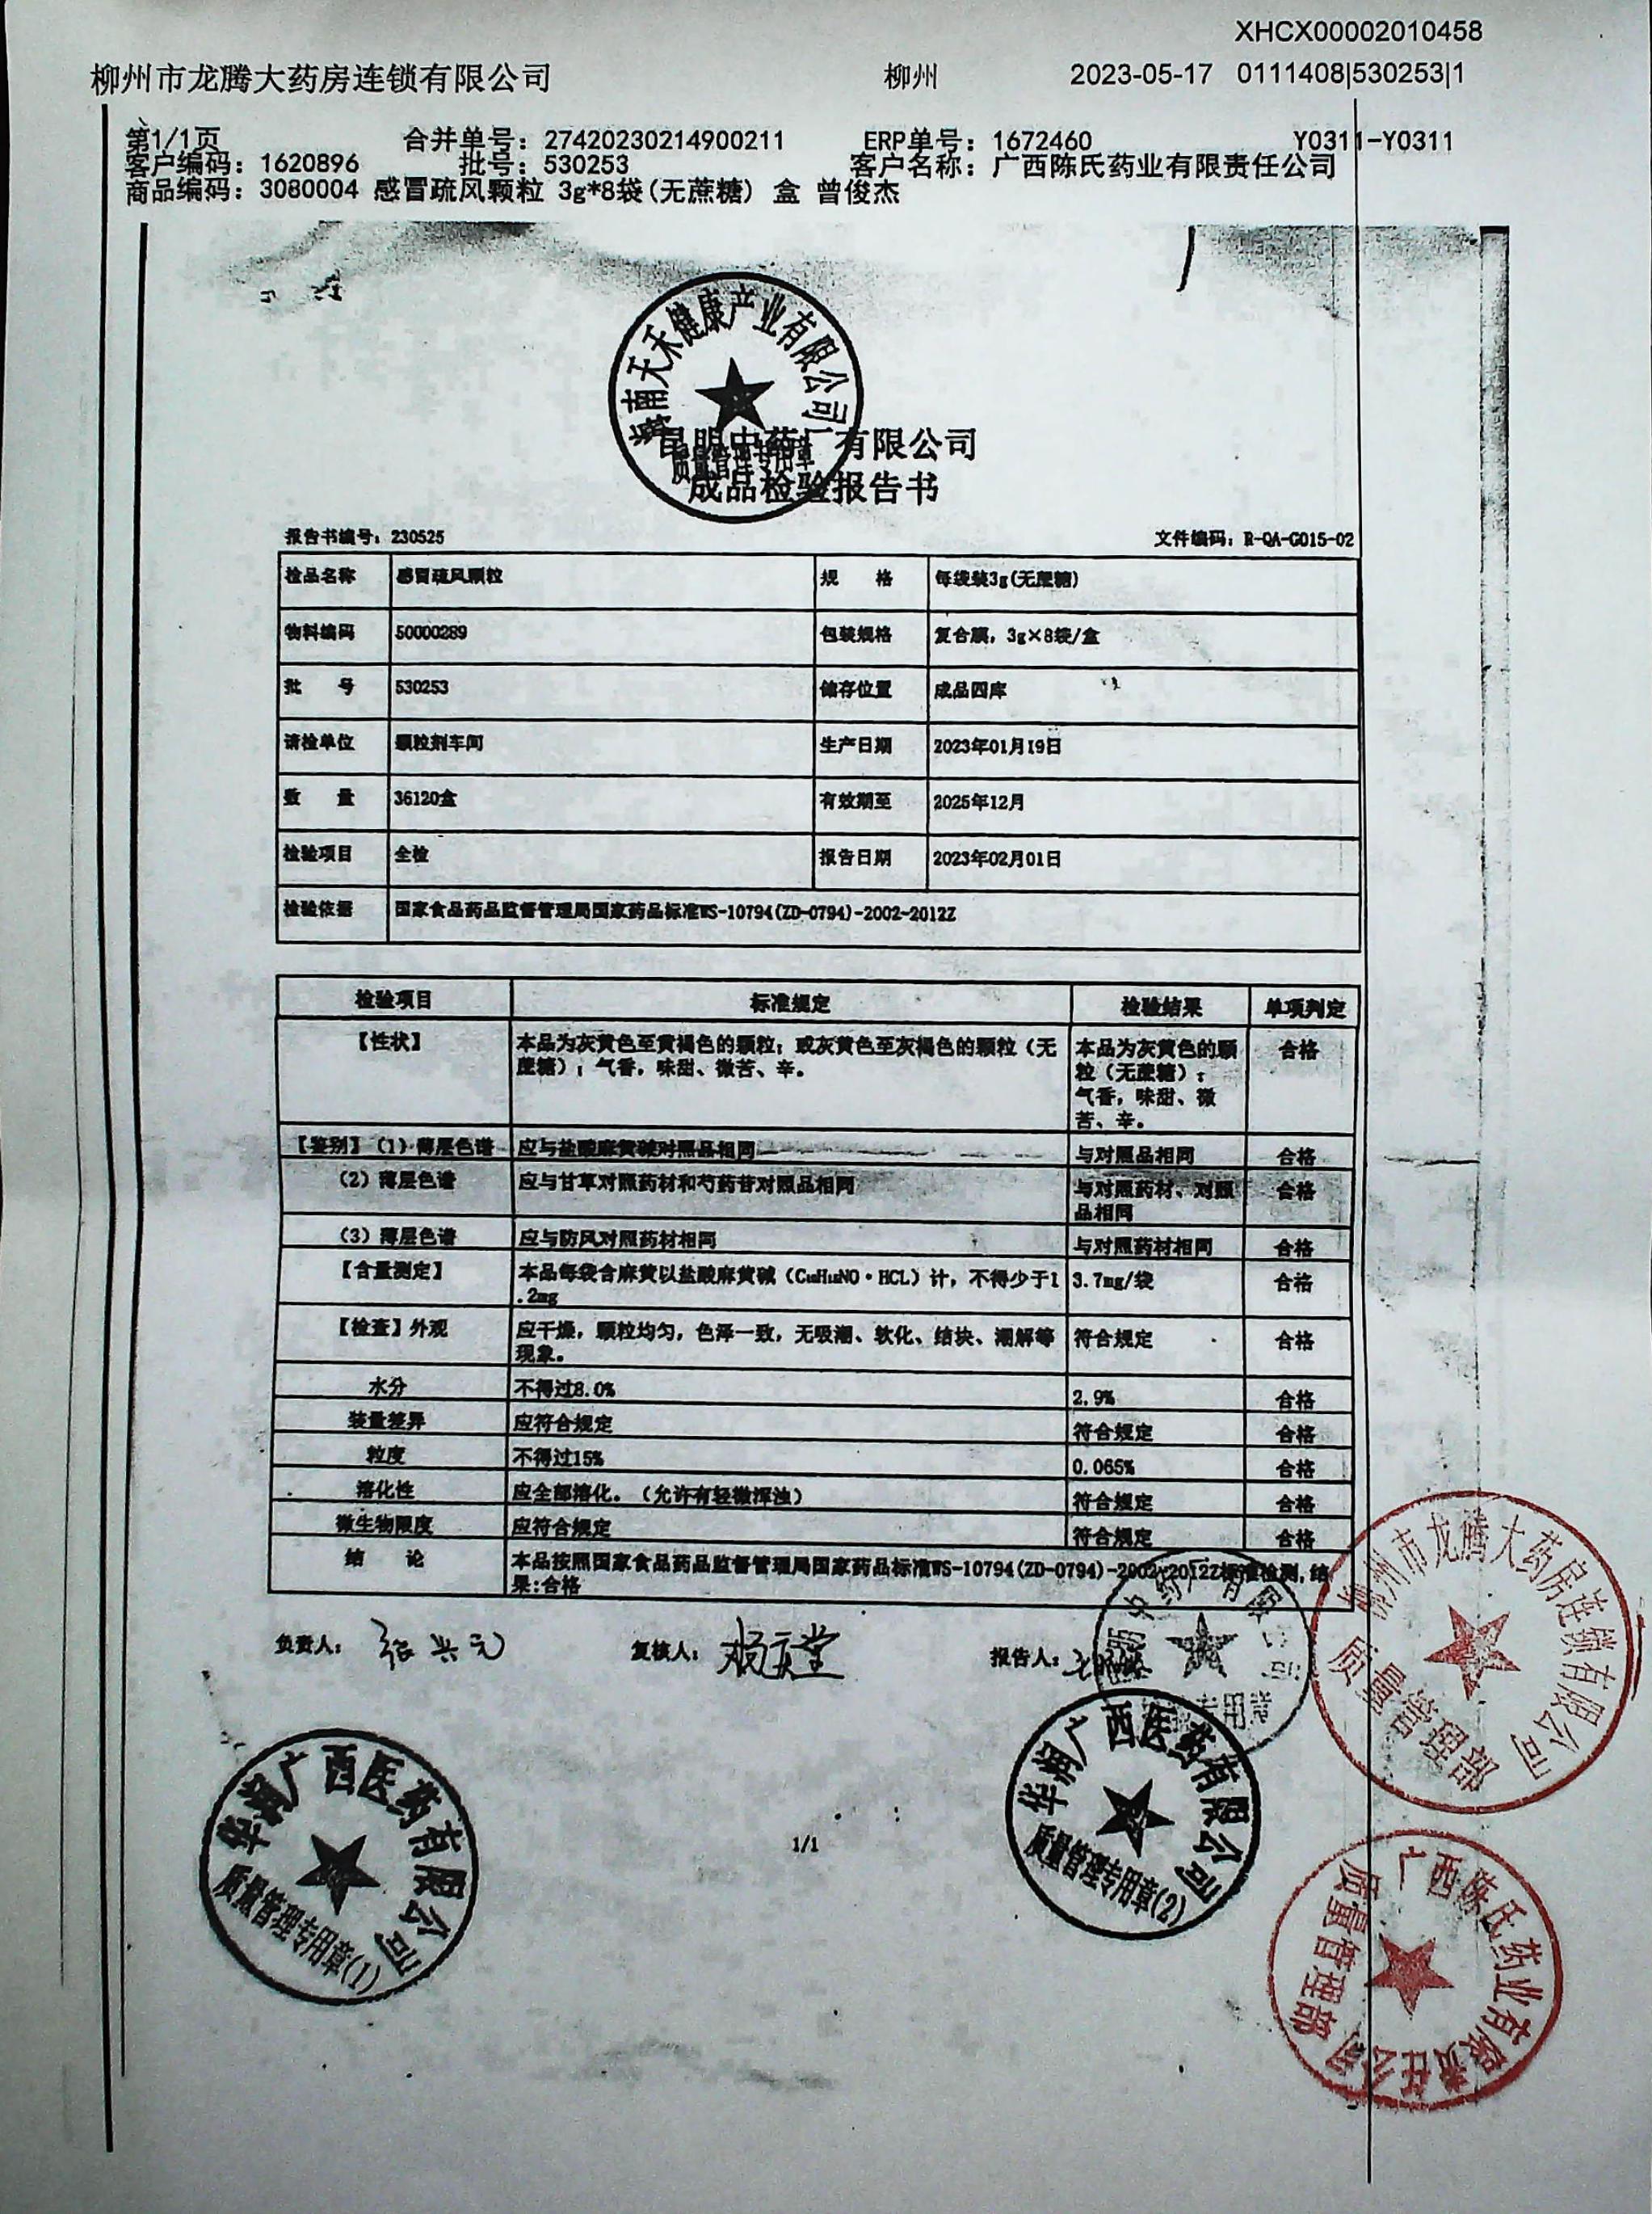 XHCX00002010458
柳州市龙腾大药房连锁有限公司 柳州 2023-05-17 0111408|530253|1
第1/1页 合并单号：27420230214900211 ERP单号：1672460 Y0311-Y0311
客户编码：1620896 批号：530253 客户名称：广西陈氏药业有限责任公司
商品编码：3080004 感冒疏风颗粒 3g*8袋(无蔗糖) 盒 曾俊杰
海南天禾健康产业有限公司
质量管理专用章
昆明中药厂有限公司
成品检验报告书
报告书编号：230525 文件编码：R-QA-G015-02
检品名称 感冒疏风颗粒 规 格 每袋装3g(无蔗糖)
物料编码 50000289 包装规格 复合膜，3g×8袋/盒
批 号 530253 储存位置 成品四库
请检单位 颗粒剂车间 生产日期 2023年01月19日
数 量 36120盒 有效期至 2025年12月
检验项目 全检 报告日期 2023年02月01日
检验依据 国家食品药品监督管理局国家药品标准WS-10794(ZD-0794)-2002-2012Z
检验项目 标准规定 检验结果 单项判定
【性状】 本品为灰黄色至黄褐色的颗粒；或灰黄色至灰褐色的颗粒（无蔗糖）；气香，味甜、微苦、辛。 本品为灰黄色的颗粒（无蔗糖）；气香，味甜、微苦、辛。 合格
【鉴别】（1）薄层色谱 应与盐酸麻黄碱对照品相同 与对照品相同 合格
（2）薄层色谱 应与甘草对照药材和芍药苷对照品相同 与对照药材、对照品相同 合格
（3）薄层色谱 应与防风对照药材相同 与对照药材相同 合格
【含量测定】 本品每袋含麻黄以盐酸麻黄碱（C₁₀H₁₅NO·HCL）计，不得少于1.2mg 3.7mg/袋 合格
【检查】外观 应干燥，颗粒均匀，色泽一致，无吸潮、软化、结块、潮解等现象。 符合规定 合格
水分 不得过8.0% 2.9% 合格
装量差异 应符合规定 符合规定 合格
粒度 不得过15% 0.065% 合格
溶化性 应全部溶化。（允许有轻微浑浊） 符合规定 合格
微生物限度 应符合规定 符合规定 合格
结 论 本品按照国家食品药品监督管理局国家药品标准WS-10794(ZD-0794)-2002-2012Z标准检测，结果:合格
负责人： 张兴元 复核人： 杨天堂 报告人：
华润广西医药有限公司
质量管理专用章(1)
1/1
华润广西医药有限公司
质量管理专用章(2)
柳州市龙腾大药房连锁有限公司
质量管理部
广西陈氏药业有限责任公司
质量管理部